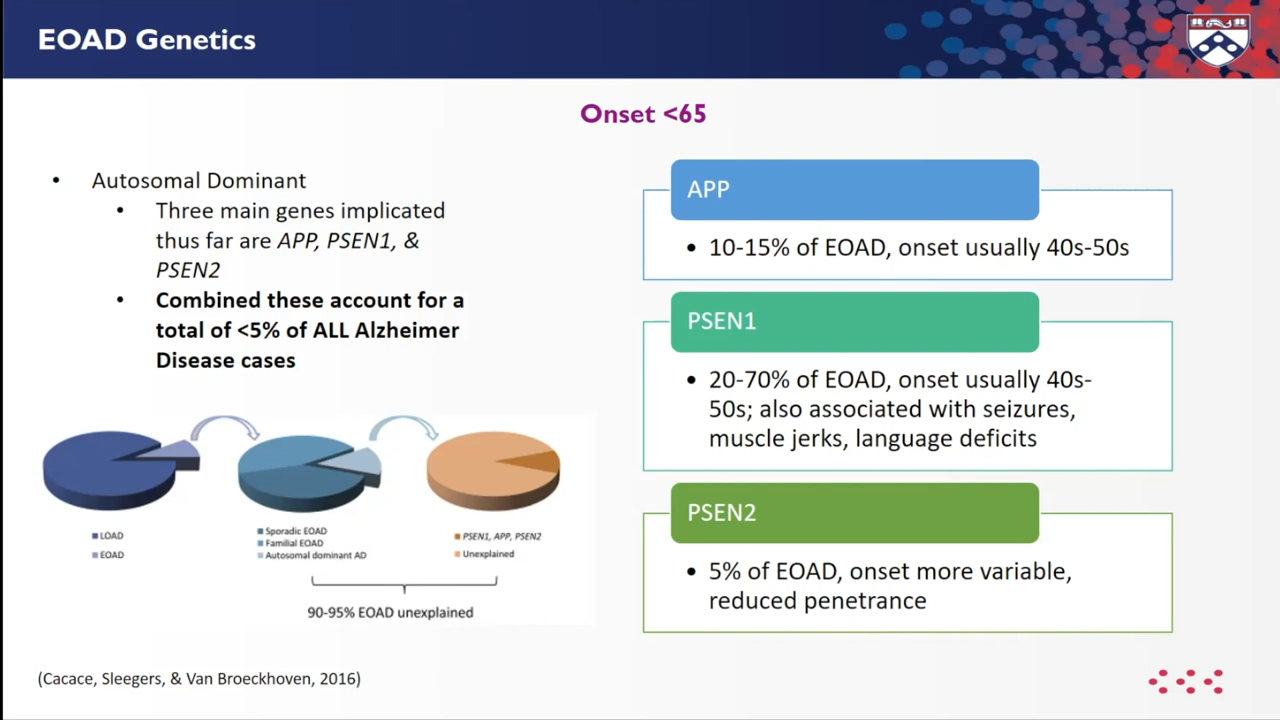 EOAD Genetics
Onset <65
• Autosomal Dominant
• Three main genes implicated
thus far are APP, PSEN1, &
PSEN2
• Combined these account for a
total of <5% of ALL Alzheimer
Disease cases
LOAD
EOAD
Sporadic EOAD
Familial EOAD
Autosomal dominant AD
PSEN1, APP, PSEN2
Unexplained
90-95% EOAD unexplained
APP
• 10-15% of EOAD, onset usually 40s-50s
PSEN1
• 20-70% of EOAD, onset usually 40s-
50s; also associated with seizures,
muscle jerks, language deficits
PSEN2
• 5% of EOAD, onset more variable,
reduced penetrance
(Cacace, Sleegers, & Van Broeckhoven, 2016)